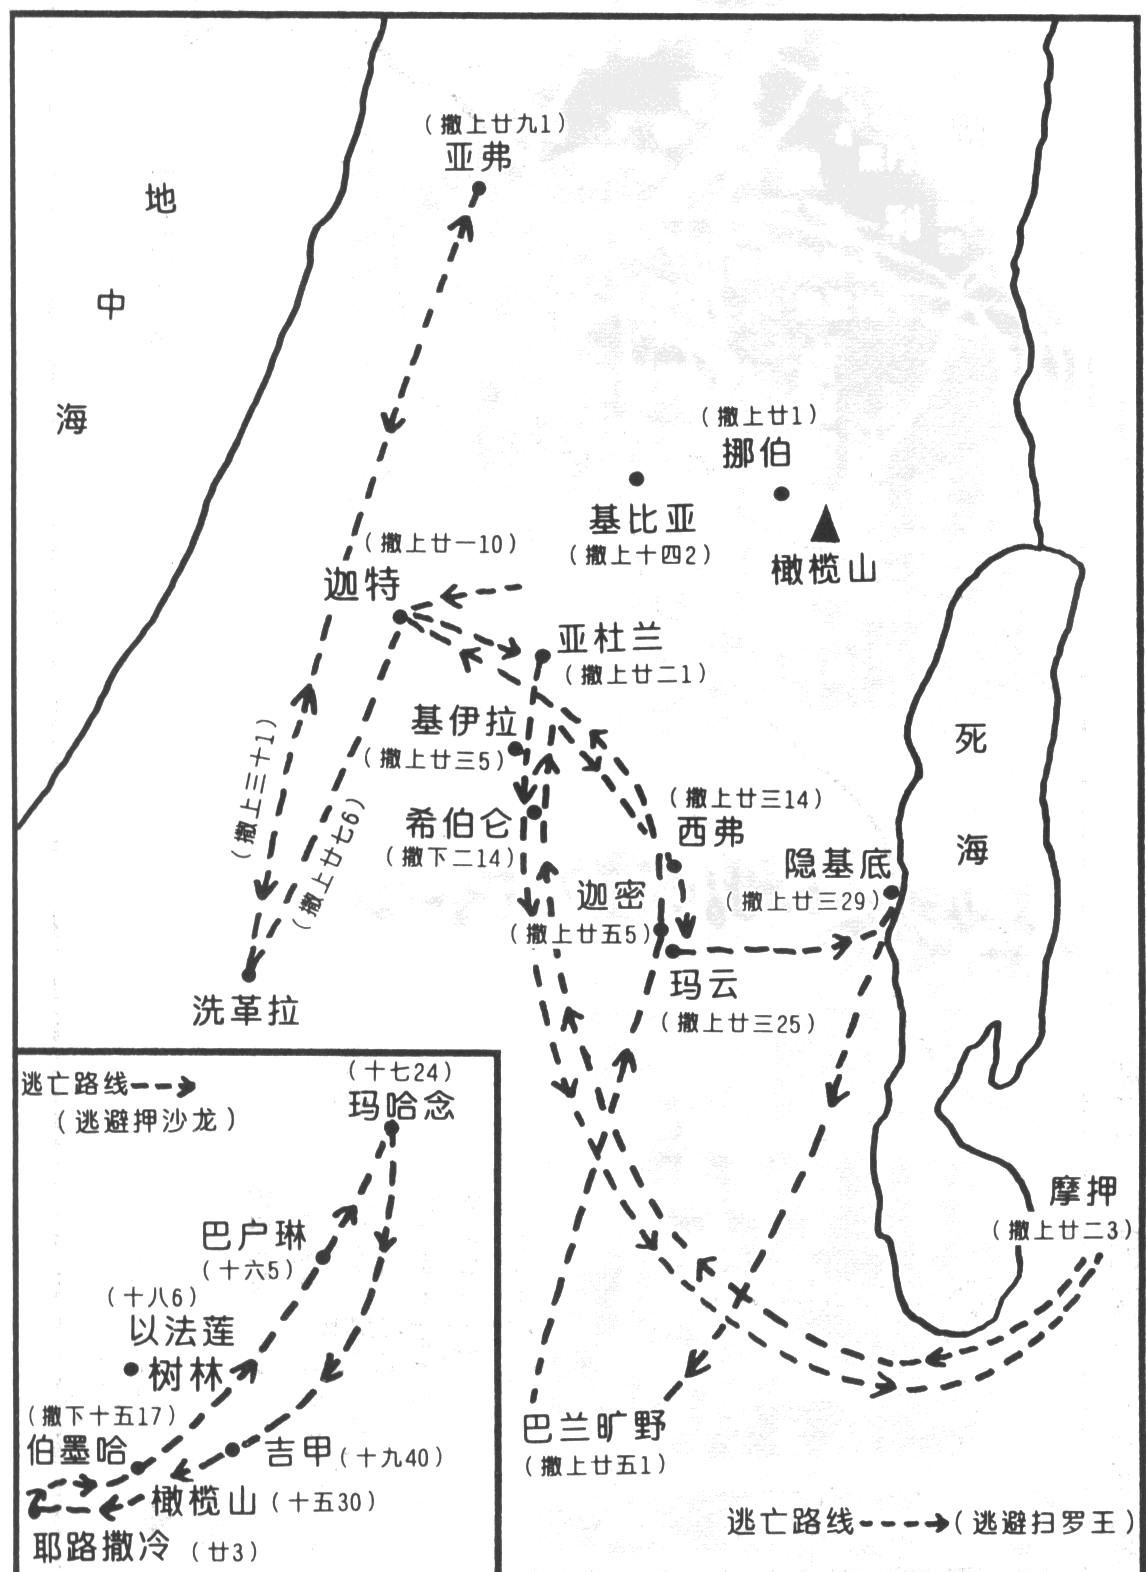 (撒上廿九1)
亚弗
地
中
海
(撒上廿1)
挪伯
基比亚
(撒上十四2)
橄榄山
(撒上廿一10)
迦特
亚杜兰
(撒上廿二1)
基伊拉
(撒上廿三5)
死
海
(撒上三十1)
(撒上廿七6)
希伯仑
(撒下二14)
(撒上廿三14)
西弗
隐基底
(撒上廿三29)
迦密
(撒上廿五5)
玛云
(撒上廿三25)
洗革拉
摩押
(撒上廿二3)
巴兰旷野
(撒上廿五1)
逃亡路线
(逃避扫罗王)
逃亡路线
(逃避押沙龙)
(十七24)
玛哈念
巴户琳
(十六5)
(十八6)
以法莲
树林
(撒下十五17)
伯墨哈
吉甲(十九40)
橄榄山(十五30)
耶路撒冷(廿3)